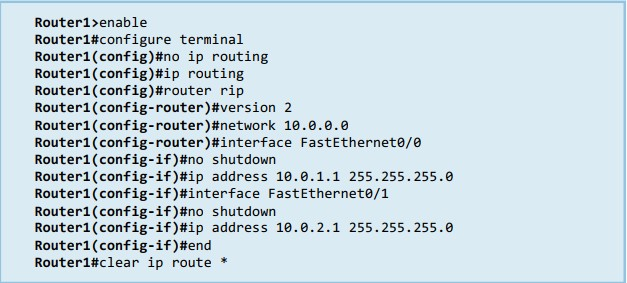 Router1>enable
Router1#configure terminal
Router1(config)#no ip routing
Router1(config)#ip routing
Router1(config)#router rip
Router1(config-router)#version 2
Router1(config-router)#network 10.0.0.0
Router1(config-router)#interface FastEthernet0/0
Router1(config-if)#no shutdown
Router1(config-if)#ip address 10.0.1.1 255.255.255.0
Router1(config-if)#interface FastEthernet0/1
Router1(config-if)#no shutdown
Router1(config-if)#ip address 10.0.2.1 255.255.255.0
Router1(config-if)#end
Router1#clear ip route *